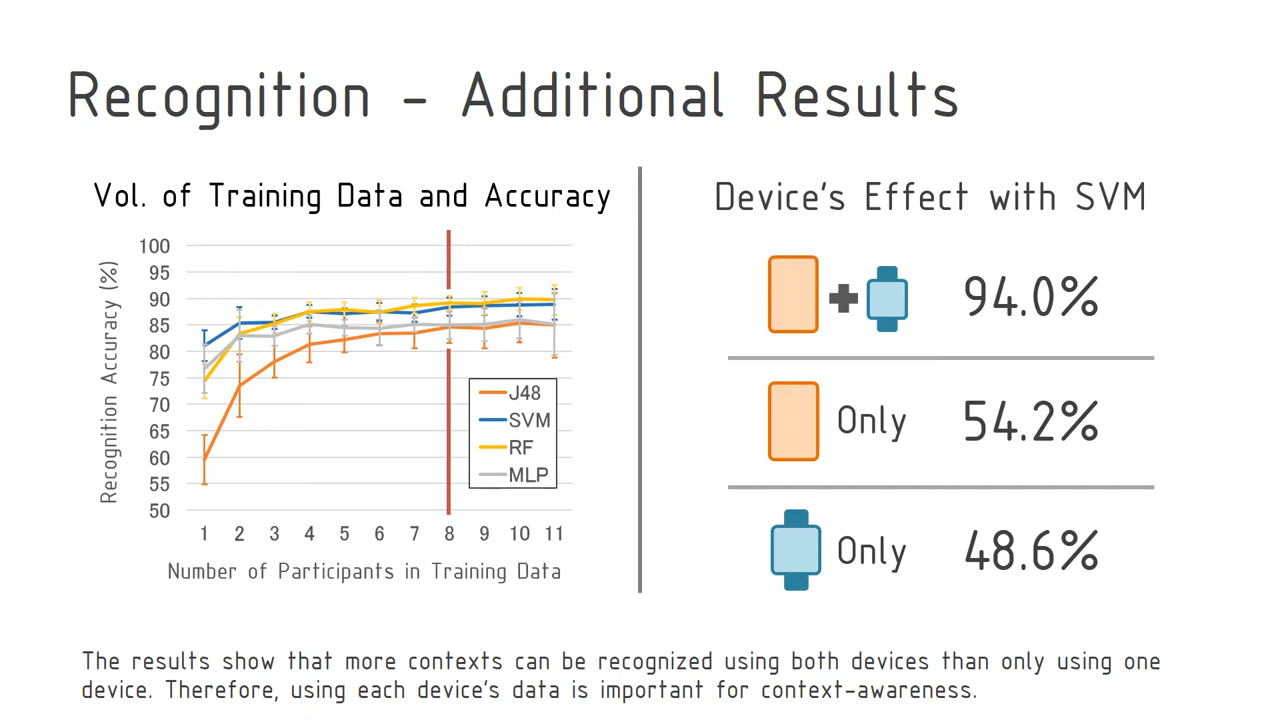 Recognition - Additional Results
Vol. of Training Data and Accuracy
Recognition Accuracy (%)
100
95
90
85
80
75
70
65
60
55
50
J48
SVM
RF
MLP
1 2 3 4 5 6 7 8 9 10 11
Number of Participants in Training Data
Device's Effect with SVM
94.0%
Only 54.2%
Only 48.6%
The results show that more contexts can be recognized using both devices than only using one
device. Therefore, using each device's data is important for context-awareness.